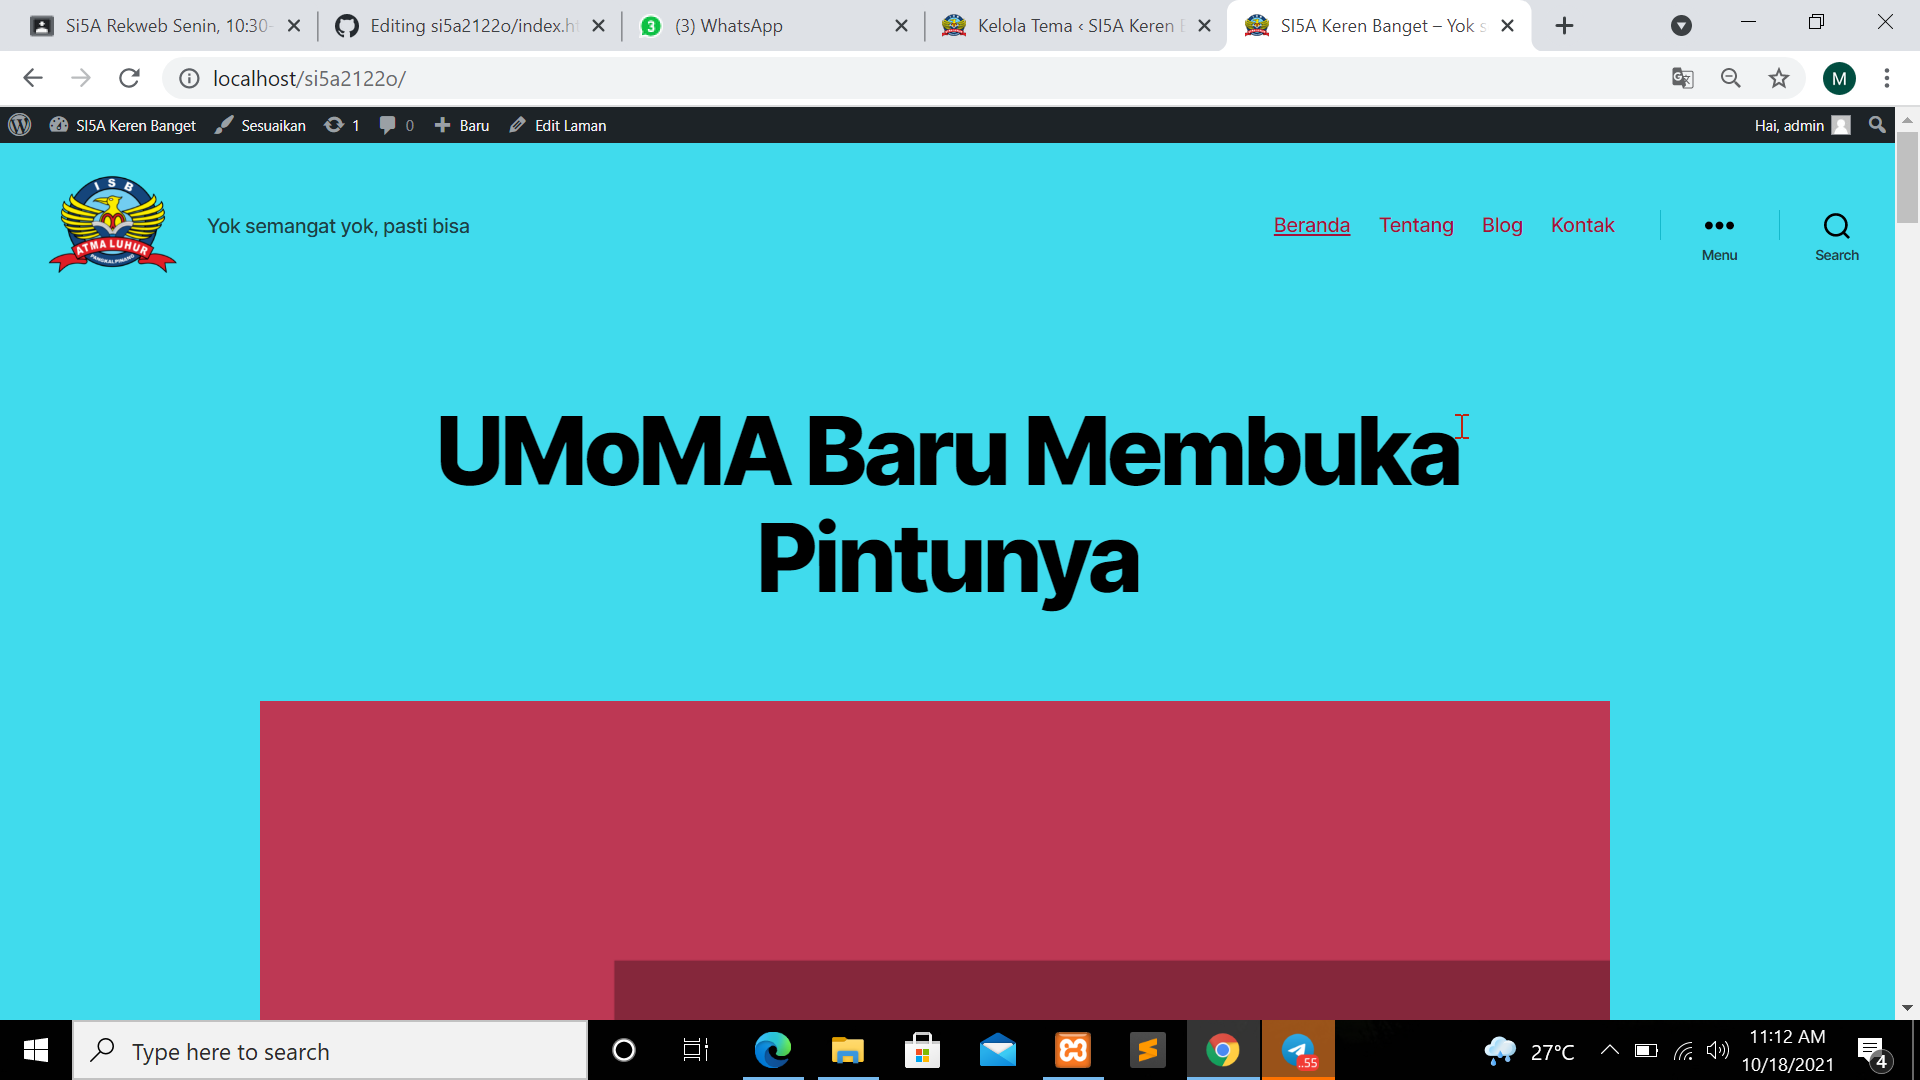 Si5A Rekweb Senin, 10:30-
Editing si5a2122o/index.ht
3
(3) WhatsApp
Kelola Tema ‹ SI5A Keren B
SI5A Keren Banget – Yok s
localhost/si5a2122o/
M
SI5A Keren Banget
Sesuaikan
1
0
Baru
Edit Laman
Hai, admin
I S B
ATMA LUHUR
PANGKALPINANG
Yok semangat yok, pasti bisa
Beranda
Tentang
Blog
Kontak
Menu
Search
UMoMA Baru Membuka
Pintunya
Type here to search
..55
27°C
11:12 AM
10/18/2021
4